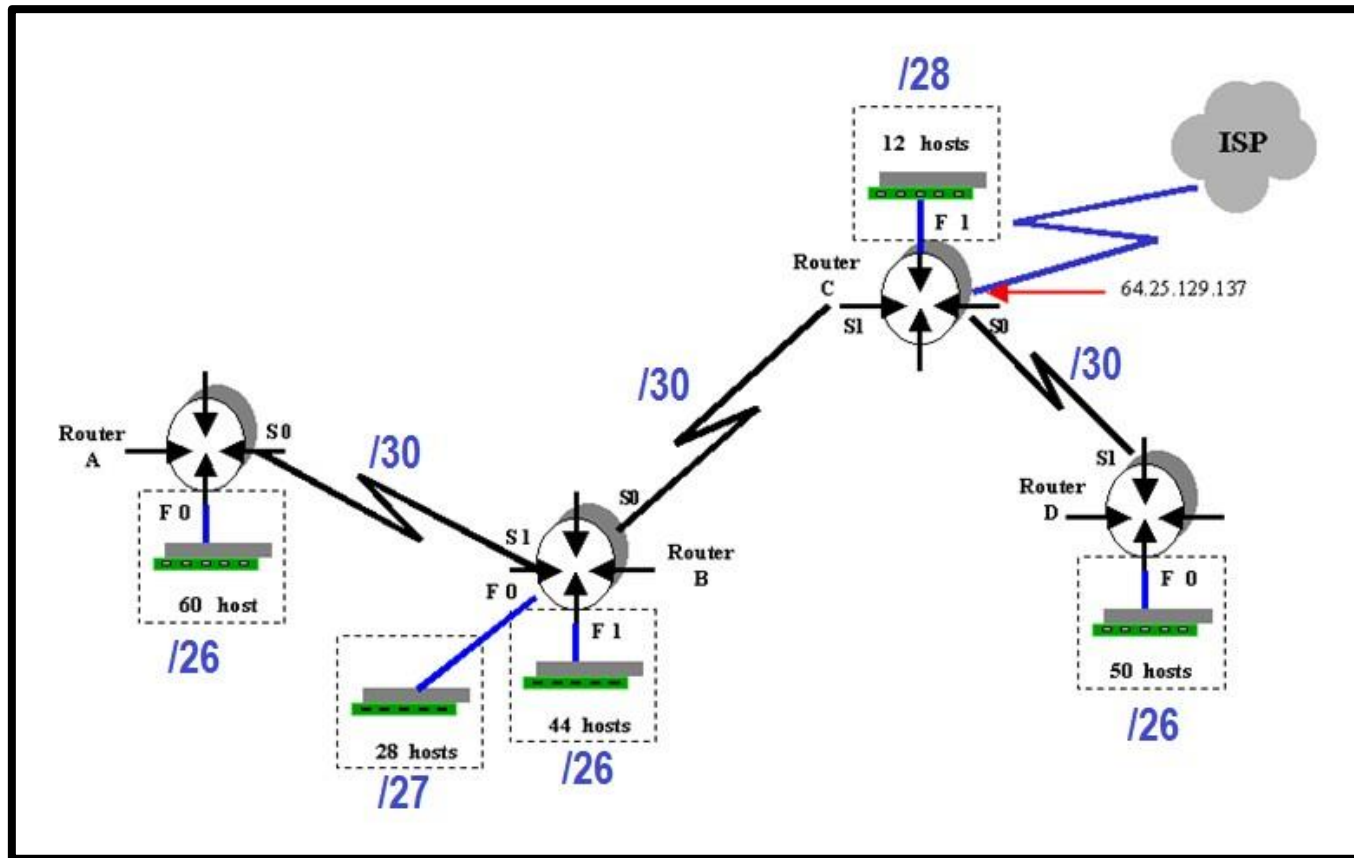 /28
12 hosts
ISP
F 1
Router
C
64.25.129.137
S1
S0
/30
/30
Router
A
S0
/30
S1
Router
D
F 0
S0
S1
Router
B
F 0
F 0
60 host
F 1
/26
50 hosts
44 hosts
/26
28 hosts
/26
/27